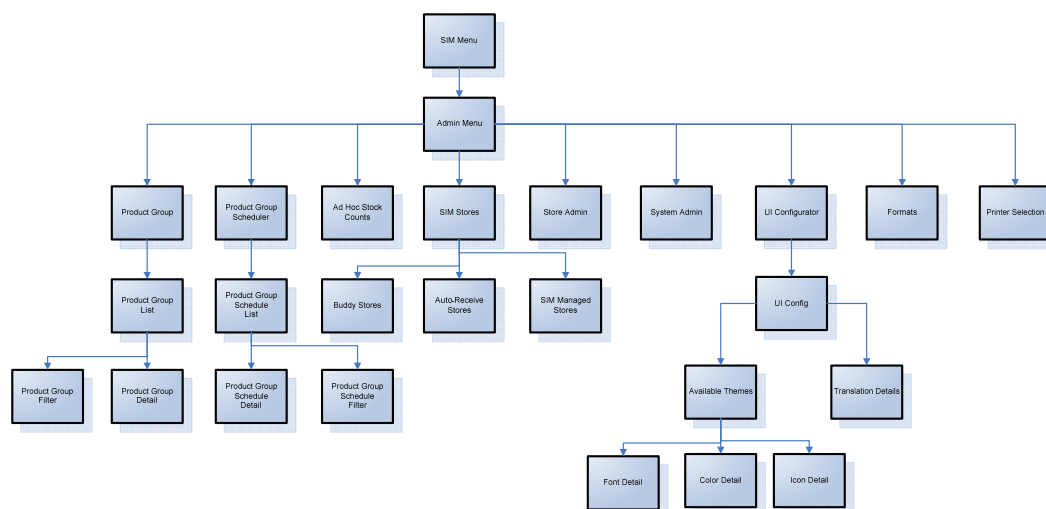 SIM Menu
Admin Menu
Product Group
Product Group
Scheduler
Ad Hoc Stock
Counts
SIM Stores
Store Admin
System Admin
UI Configurator
Formats
Printer Selection
Product Group
List
Product Group
Schedule
List
Buddy Stores
Auto-Receive
Stores
SIM Managed
Stores
UI Config
Product Group
Filter
Product Group
Detail
Product Group
Schedule
Detail
Product Group
Schedule
Filter
Available Themes
Translation Details
Font Detail
Color Detail
Icon Detail